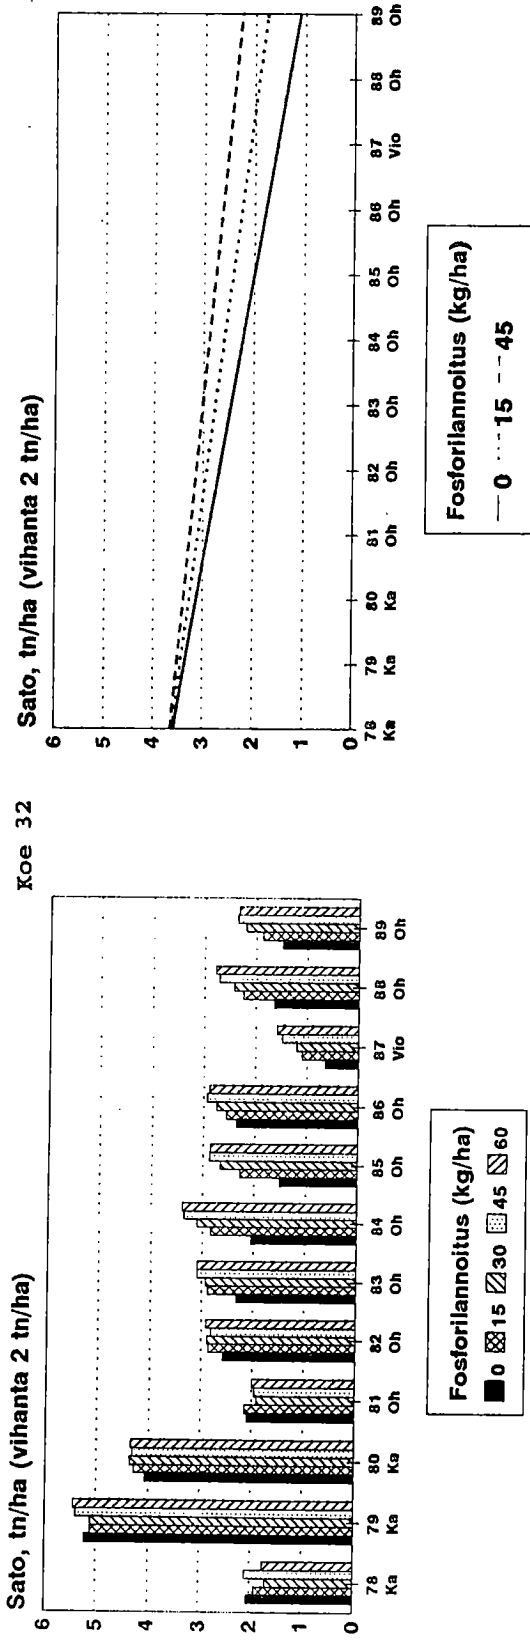 Koe 32
Sato, tn/ha (vihanta 2 tn/ha)
6
5
4
3
2
1
0
78 79 80 81 82 83 84 85 86 87 88 89
Ka Ka Ka Oh Oh Oh Oh Oh Oh Vio Oh Oh
Fosforilannoitus (kg/ha)
0 15 30 45 60
Sato, tn/ha (vihanta 2 tn/ha)
6
5
4
3
2
1
0
78 79 80 81 82 83 84 85 86 87 88 89
Ka Ka Ka Oh Oh Oh Oh Oh Oh Vio Oh Oh
Fosforilannoitus (kg/ha)
0 15 45